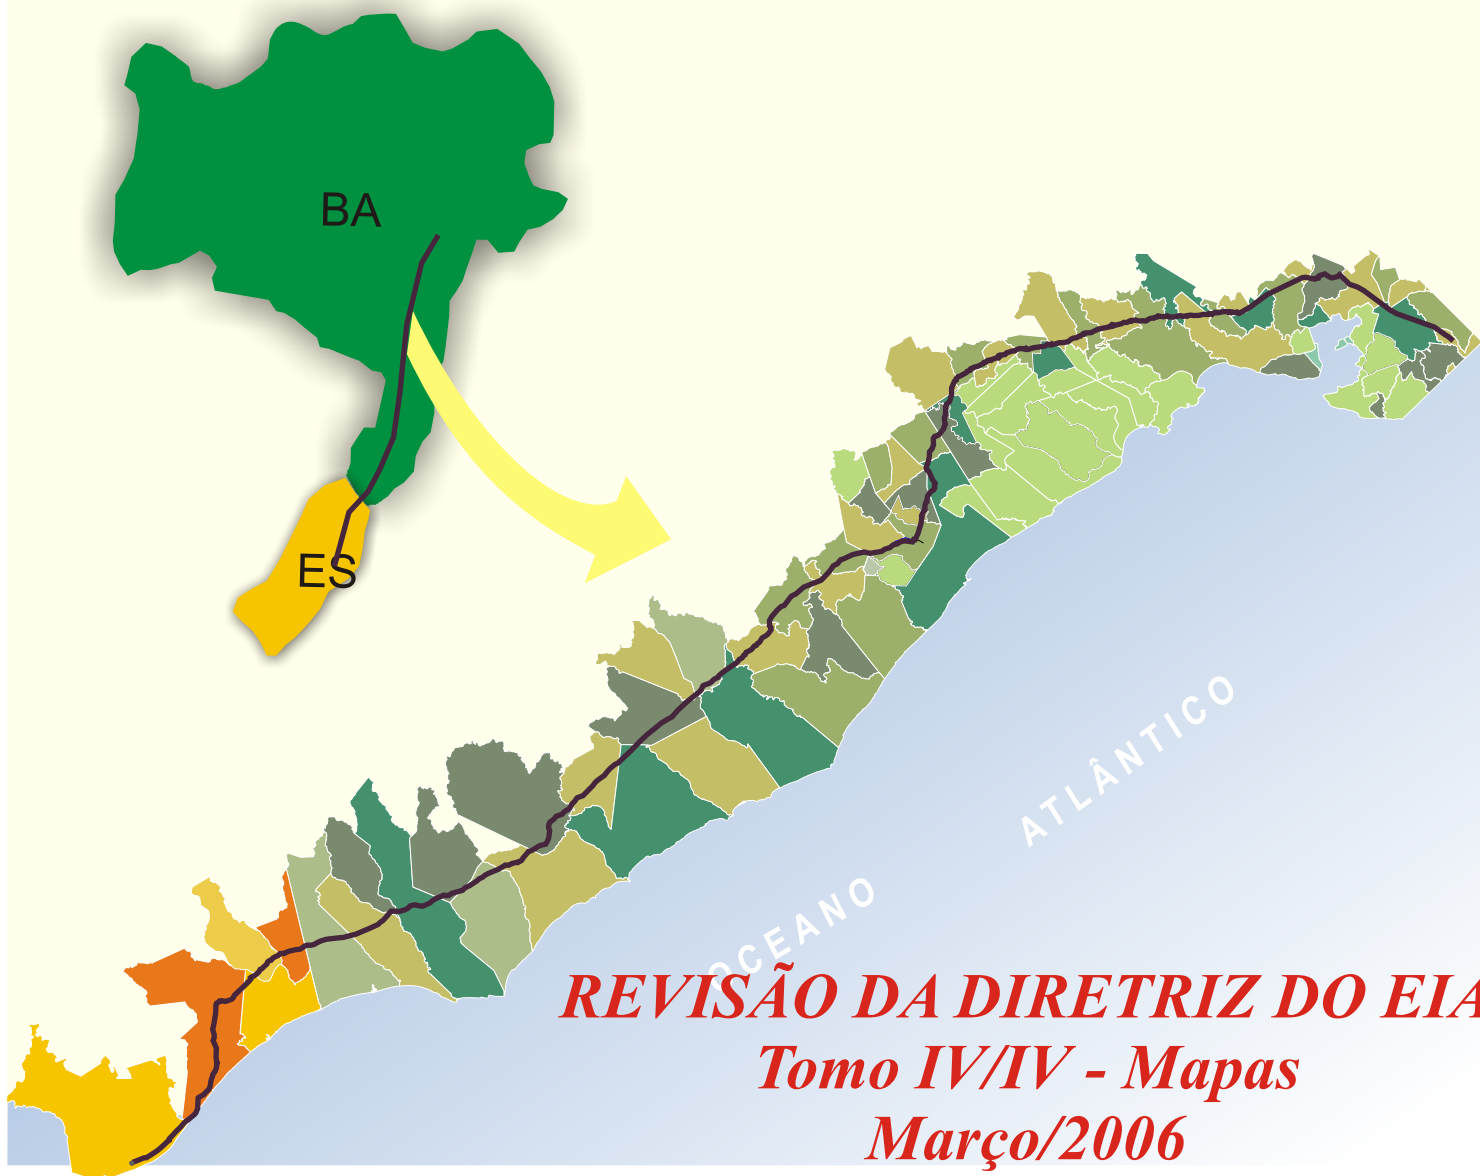 BA
ES
OCEANO ATLÂNTICO
REVISÃO DA DIRETRIZ DO EIA
Tomo IV/IV - Mapas
Março/2006